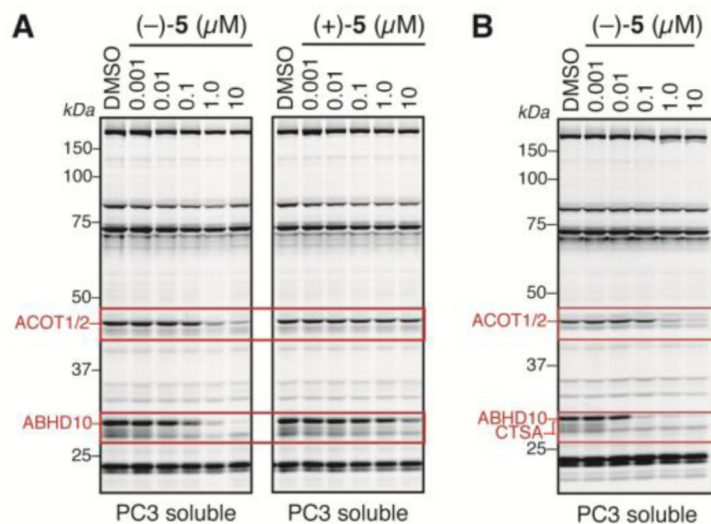 A
(–)-5 (µM)
(+)-5 (µM)
DMSO
0.001
0.01
0.1
1.0
10
DMSO
0.001
0.01
0.1
1.0
10
kDa
150
100
75
50
ACOT1/2
37
ABHD10
25
PC3 soluble
PC3 soluble
B
(–)-5 (µM)
DMSO
0.001
0.01
0.1
1.0
10
kDa
150
100
75
50
ACOT1/2
37
ABHD10
CTSA
25
PC3 soluble